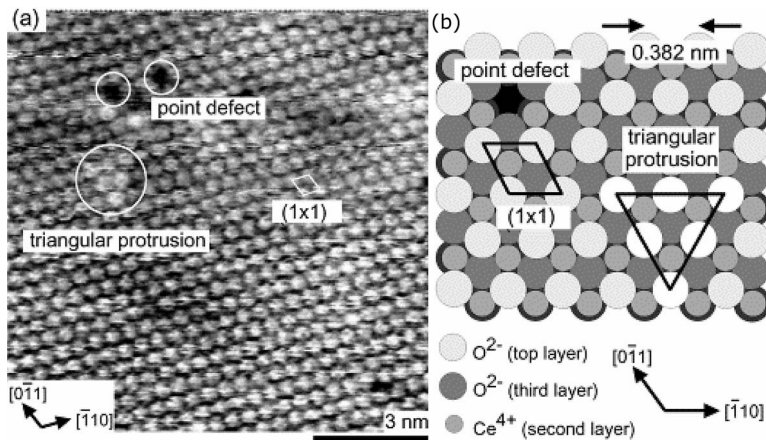 (a)
point defect
(1x1)
triangular protrusion
[01̄1]
[1̄10]
3 nm
(b)
0.382 nm
point defect
triangular
protrusion
(1x1)
O²⁻ (top layer)
O²⁻ (third layer)
Ce⁴⁺ (second layer)
[01̄1]
[1̄10]